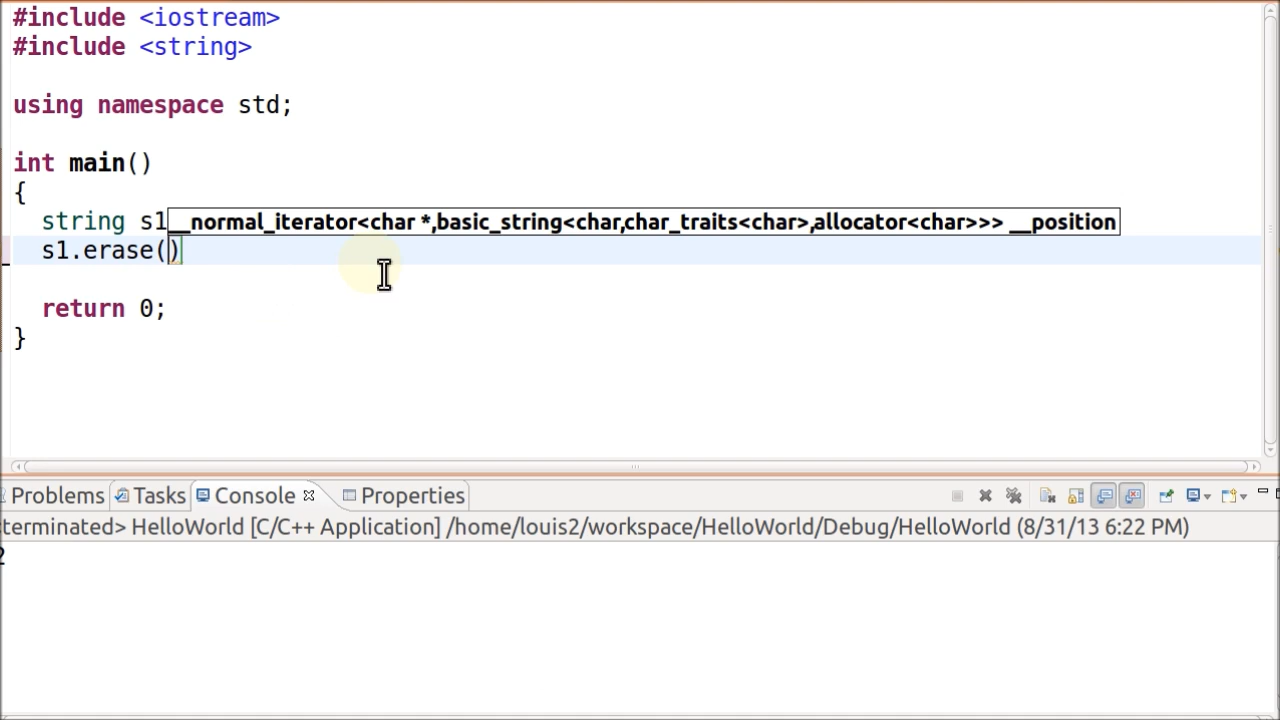 #include <iostream>
#include <string>
using namespace std;
int main()
{
string s1__normal_iterator<char *,basic_string<char,char_traits<char>,allocator<char>>> __position
s1.erase()
return 0;
}
Problems Tasks Console Properties
<terminated> HelloWorld [C/C++ Application] /home/louis2/workspace/HelloWorld/Debug/HelloWorld (8/31/13 6:22 PM)
2